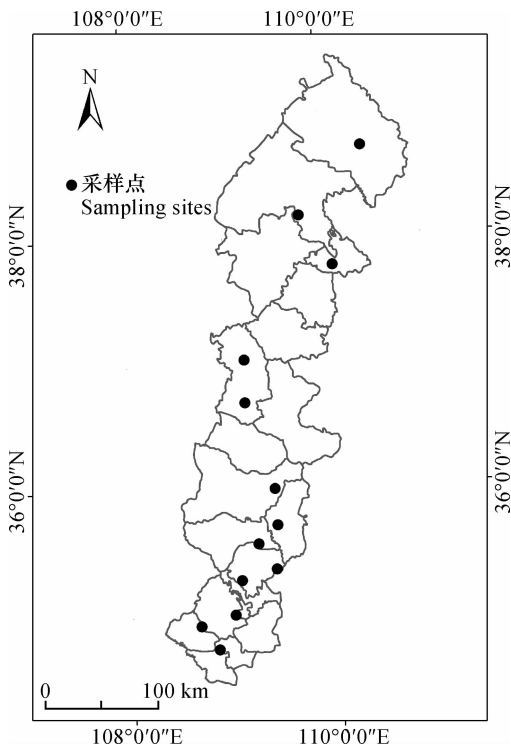 108°0′0″E
110°0′0″E
N
采样点
Sampling sites
38°0′0″N
38°0′0″N
36°0′0″N
36°0′0″N
0
100 km
108°0′0″E
110°0′0″E